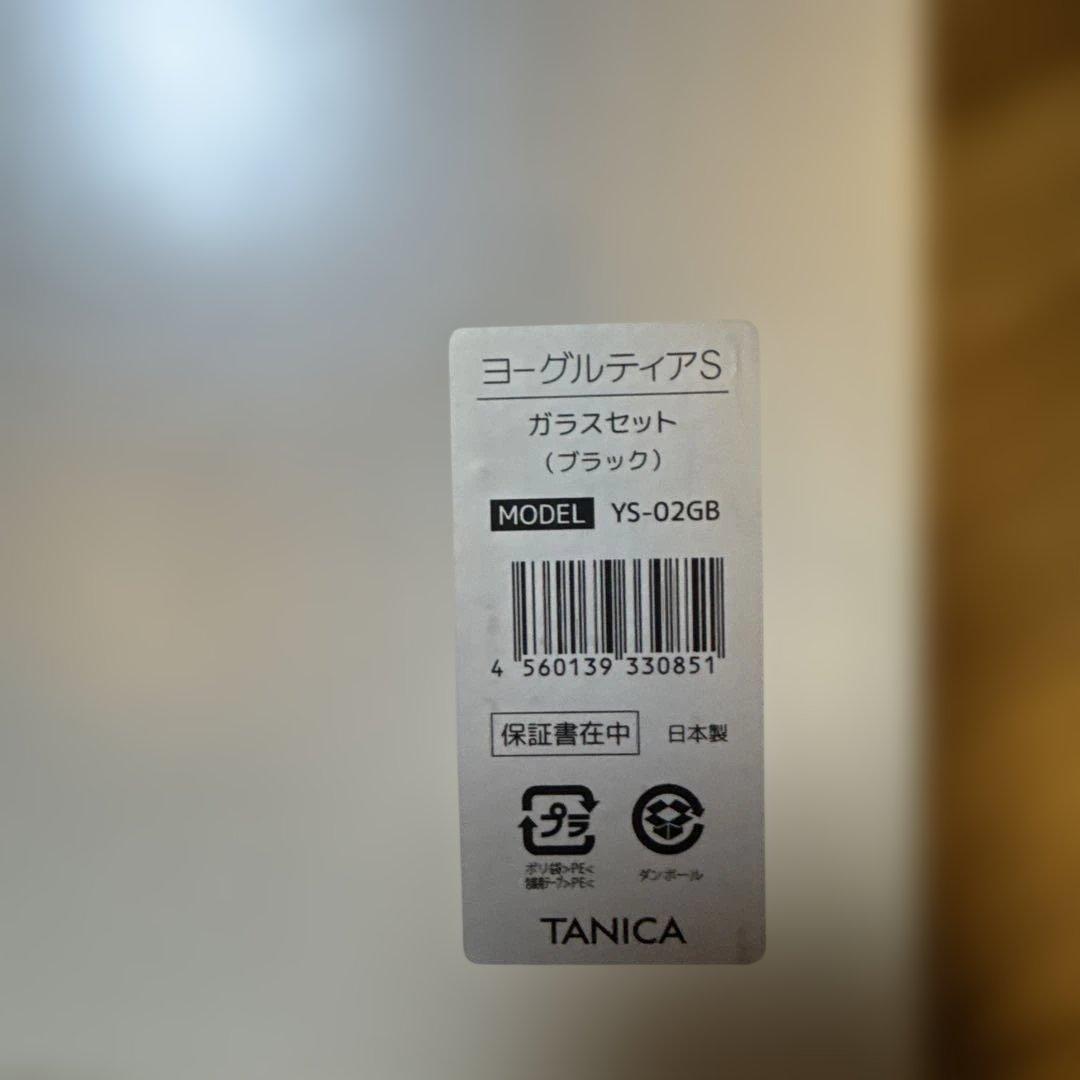 ヨーグルティアS
ガラスセット
（ブラック）
MODEL YS-02GB
4 560139 330851
保証書在中 日本製
プラ
ポリ袋>PE<
>PE<
ダンボール
TANICA